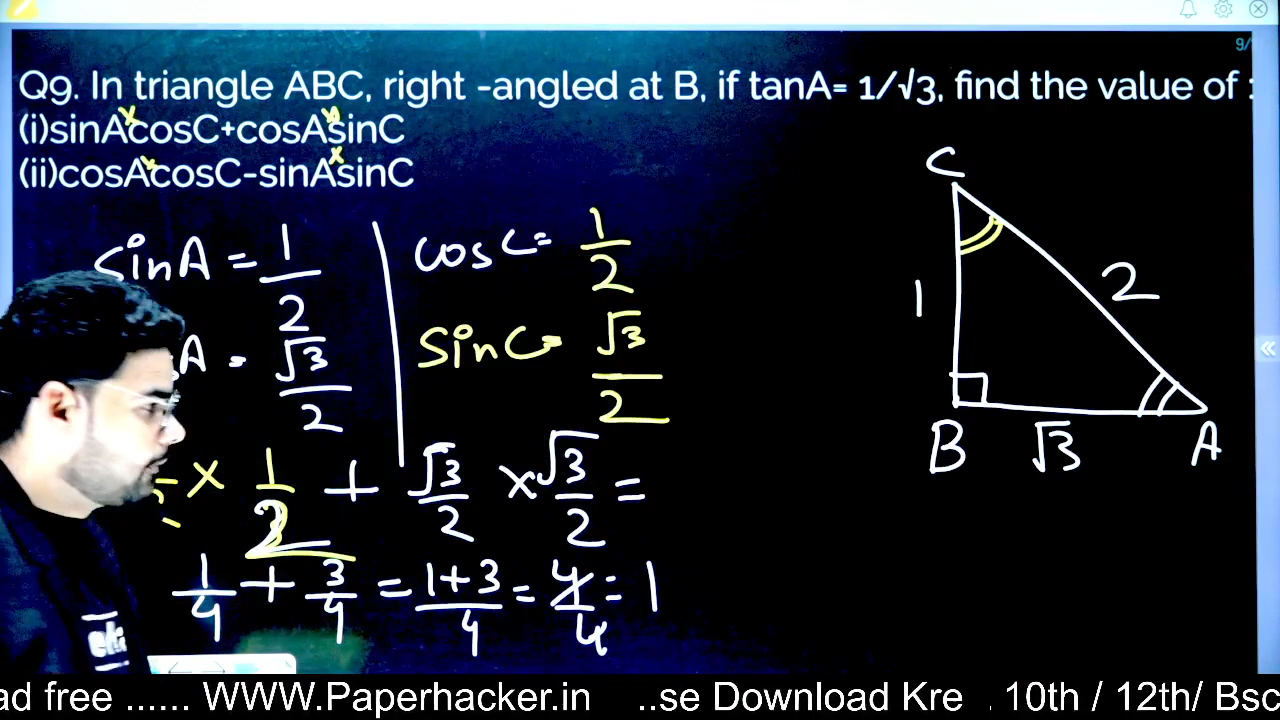 9/
Q9. In triangle ABC, right -angled at B, if tanA= 1/√3, find the value of :
(i)sinAcosC+cosAsinC
(ii)cosAcosC-sinAsinC
sinA = 1/2
cosC = 1/2
A = √3/2
sinC = √3/2
× 1/2 + √3/2 × √3/2 =
1/4 + 3/4 = 1+3/4 = 4/4 = 1
C
1
2
B
√3
A
ad free ...... WWW.Paperhacker.in ..se Download Kre . 10th / 12th/ Bsc